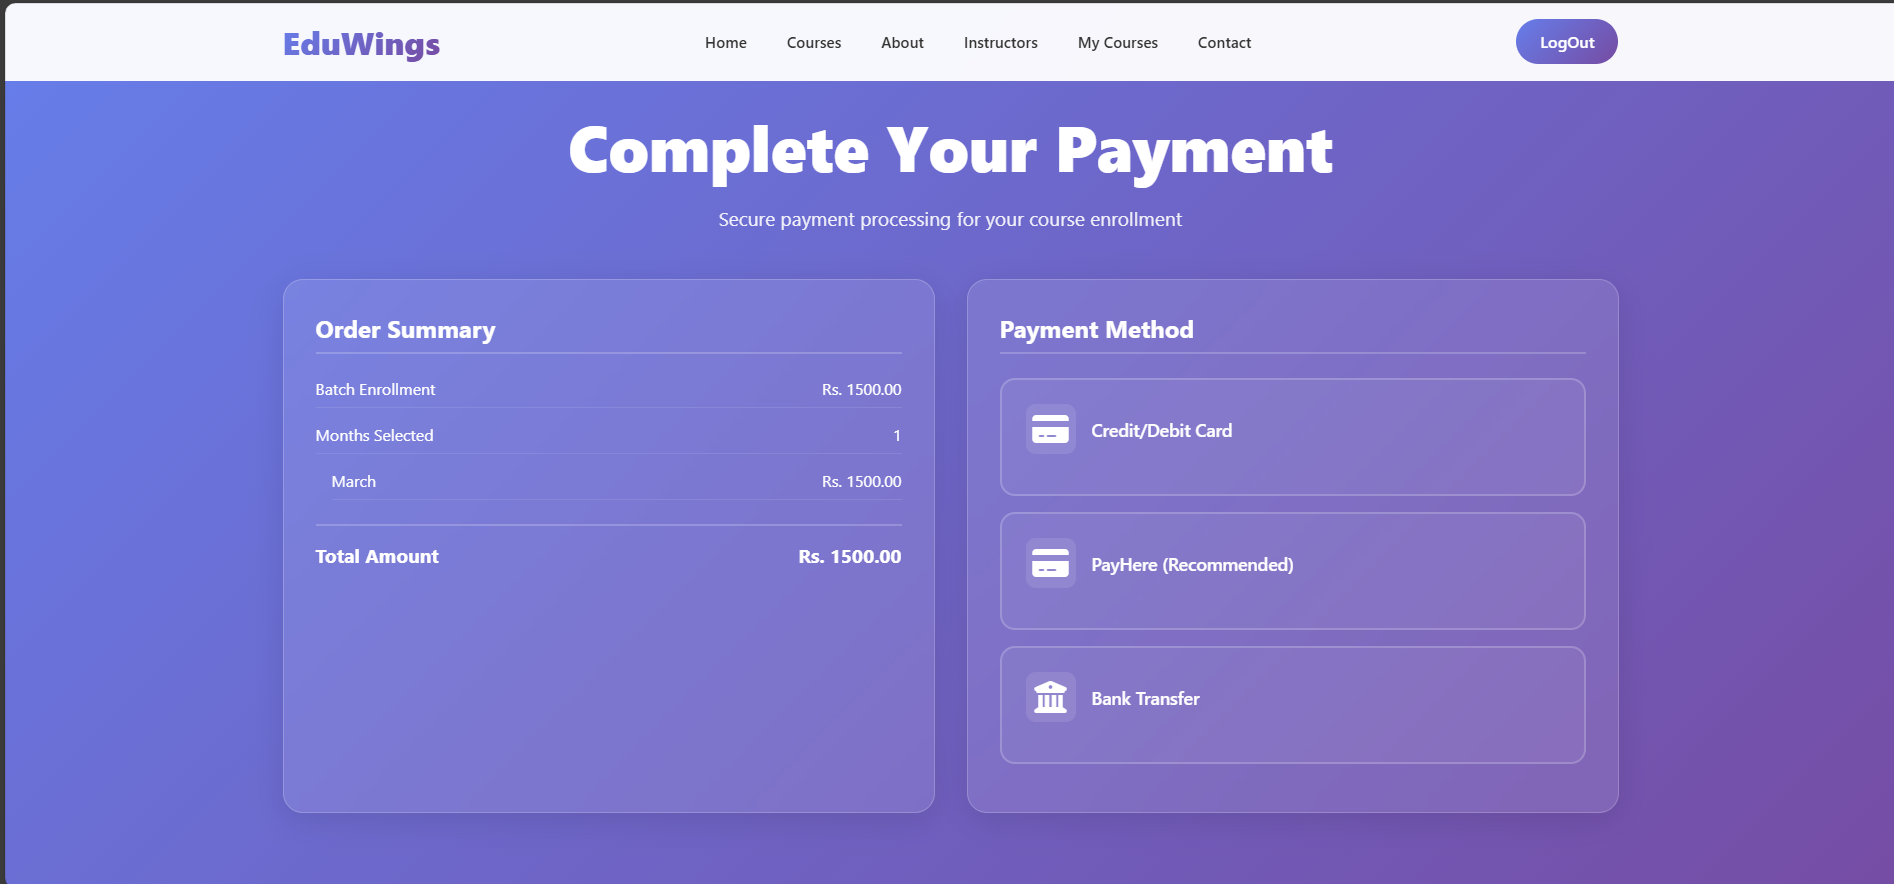 EduWings
Home Courses About Instructors My Courses Contact
LogOut
Complete Your Payment
Secure payment processing for your course enrollment
Order Summary
Batch Enrollment Rs. 1500.00
Months Selected 1
March Rs. 1500.00
Total Amount Rs. 1500.00
Payment Method
Credit/Debit Card
PayHere (Recommended)
Bank Transfer